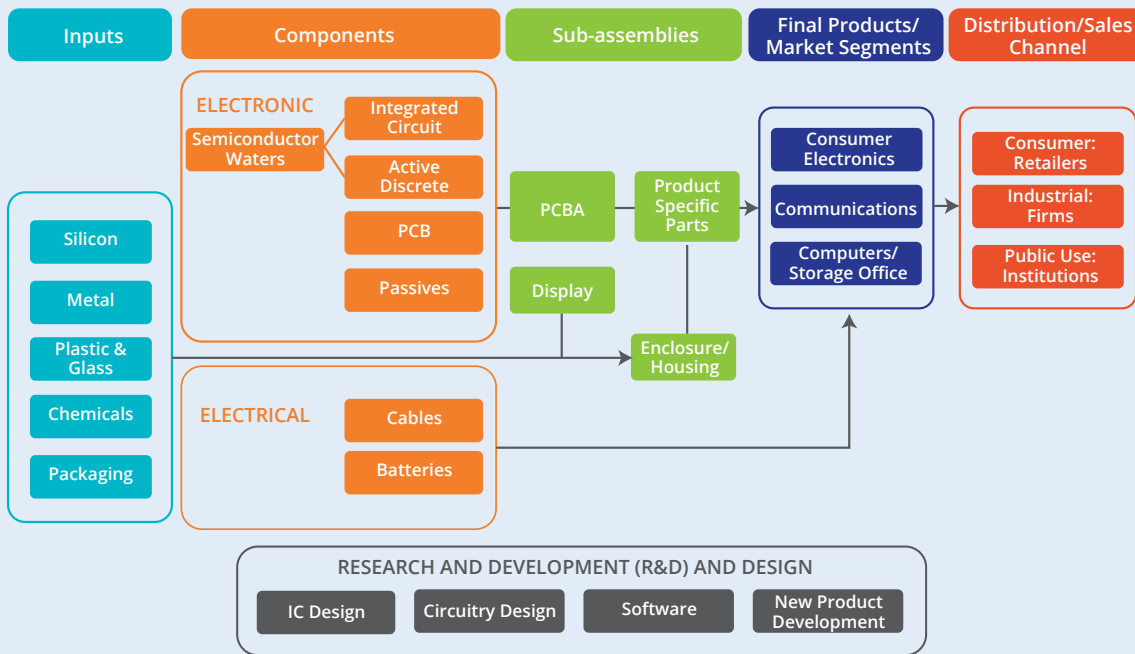 Inputs
Components
Sub-assemblies
Final Products/
Market Segments
Distribution/Sales
Channel
Silicon
Metal
Plastic &
Glass
Chemicals
Packaging
ELECTRONIC
Semiconductor
Waters
Integrated
Circuit
Active
Discrete
PCB
Passives
ELECTRICAL
Cables
Batteries
PCBA
Display
Product
Specific
Parts
Enclosure/
Housing
Consumer
Electronics
Communications
Computers/
Storage Office
Consumer:
Retailers
Industrial:
Firms
Public Use:
Institutions
RESEARCH AND DEVELOPMENT (R&D) AND DESIGN
IC Design
Circuitry Design
Software
New Product
Development